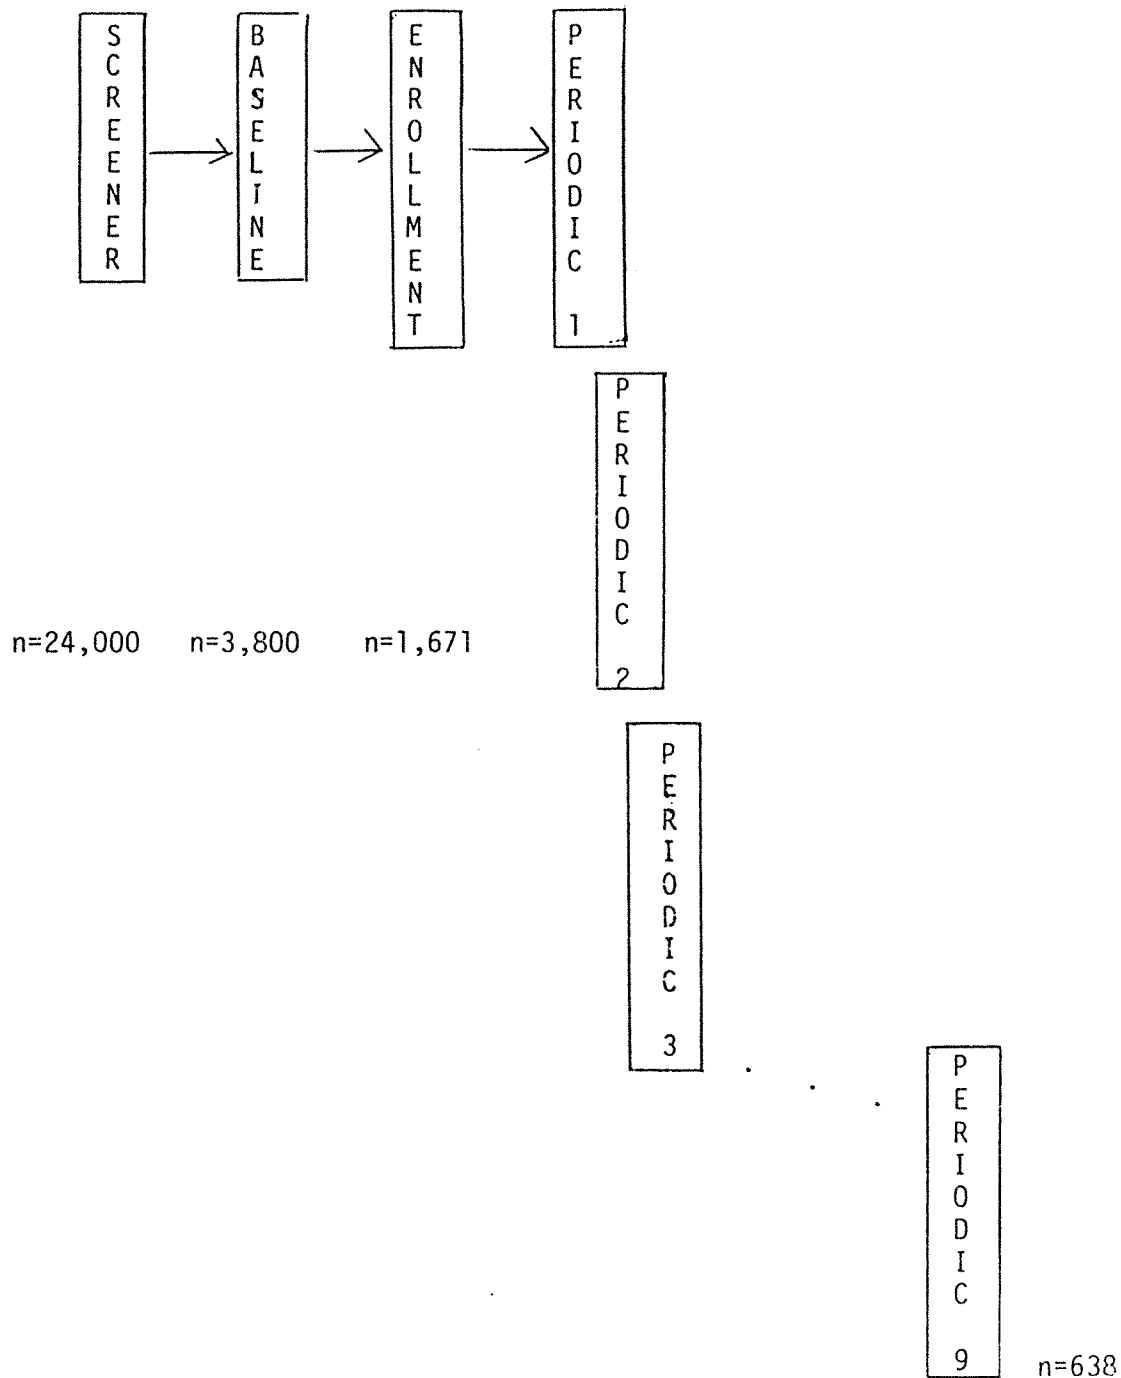 SCREENER
BASELINE
ENROLLMENT
PERIODIC 1
PERIODIC 2
n=24,000 n=3,800 n=1,671
PERIODIC 3
PERIODIC 9
n=638